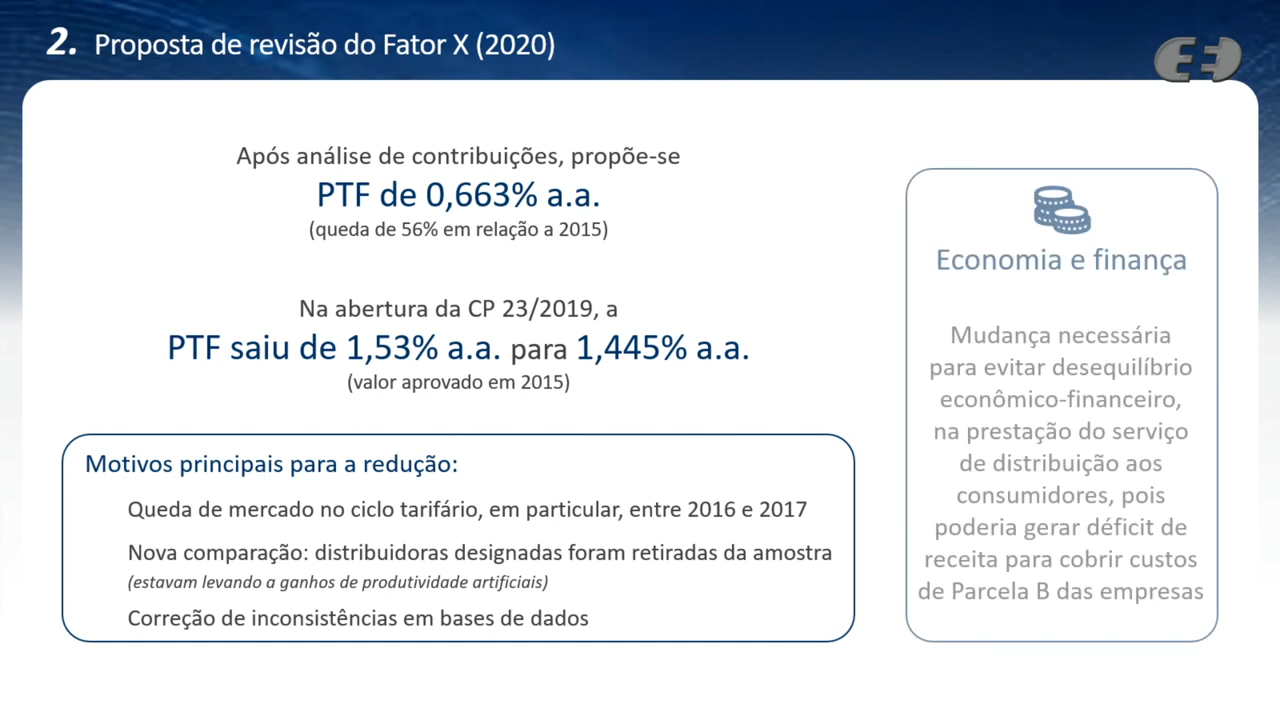 2. Proposta de revisão do Fator X (2020)
Após análise de contribuições, propõe-se
PTF de 0,663% a.a.
(queda de 56% em relação a 2015)
Na abertura da CP 23/2019, a
PTF saiu de 1,53% a.a. para 1,445% a.a.
(valor aprovado em 2015)
Motivos principais para a redução:
Queda de mercado no ciclo tarifário, em particular, entre 2016 e 2017
Nova comparação: distribuidoras designadas foram retiradas da amostra
(estavam levando a ganhos de produtividade artificiais)
Correção de inconsistências em bases de dados
Economia e finança
Mudança necessária
para evitar desequilíbrio
econômico-financeiro,
na prestação do serviço
de distribuição aos
consumidores, pois
poderia gerar déficit de
receita para cobrir custos
de Parcela B das empresas